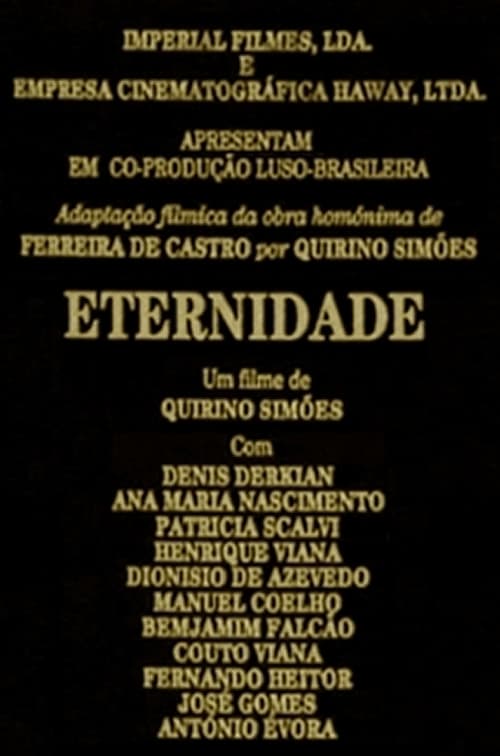 IMPERIAL FILMES, LDA.
E
EMPRESA CINEMATOGRÁFICA HAWAY, LTDA.
APRESENTAM
EM CO-PRODUÇÃO LUSO-BRASILEIRA
Adaptação fílmica da obra homónima de
FERREIRA DE CASTRO por QUIRINO SIMÕES
ETERNIDADE
Um filme de
QUIRINO SIMÕES
Com
DENIS DERKIAN
ANA MARIA NASCIMENTO
PATRICIA SCALVI
HENRIQUE VIANA
DIONISIO DE AZEVEDO
MANUEL COELHO
BEMJAMIM FALCÃO
COUTO VIANA
FERNANDO HEITOR
JOSÉ GOMES
ANTÓNIO ÉVORA